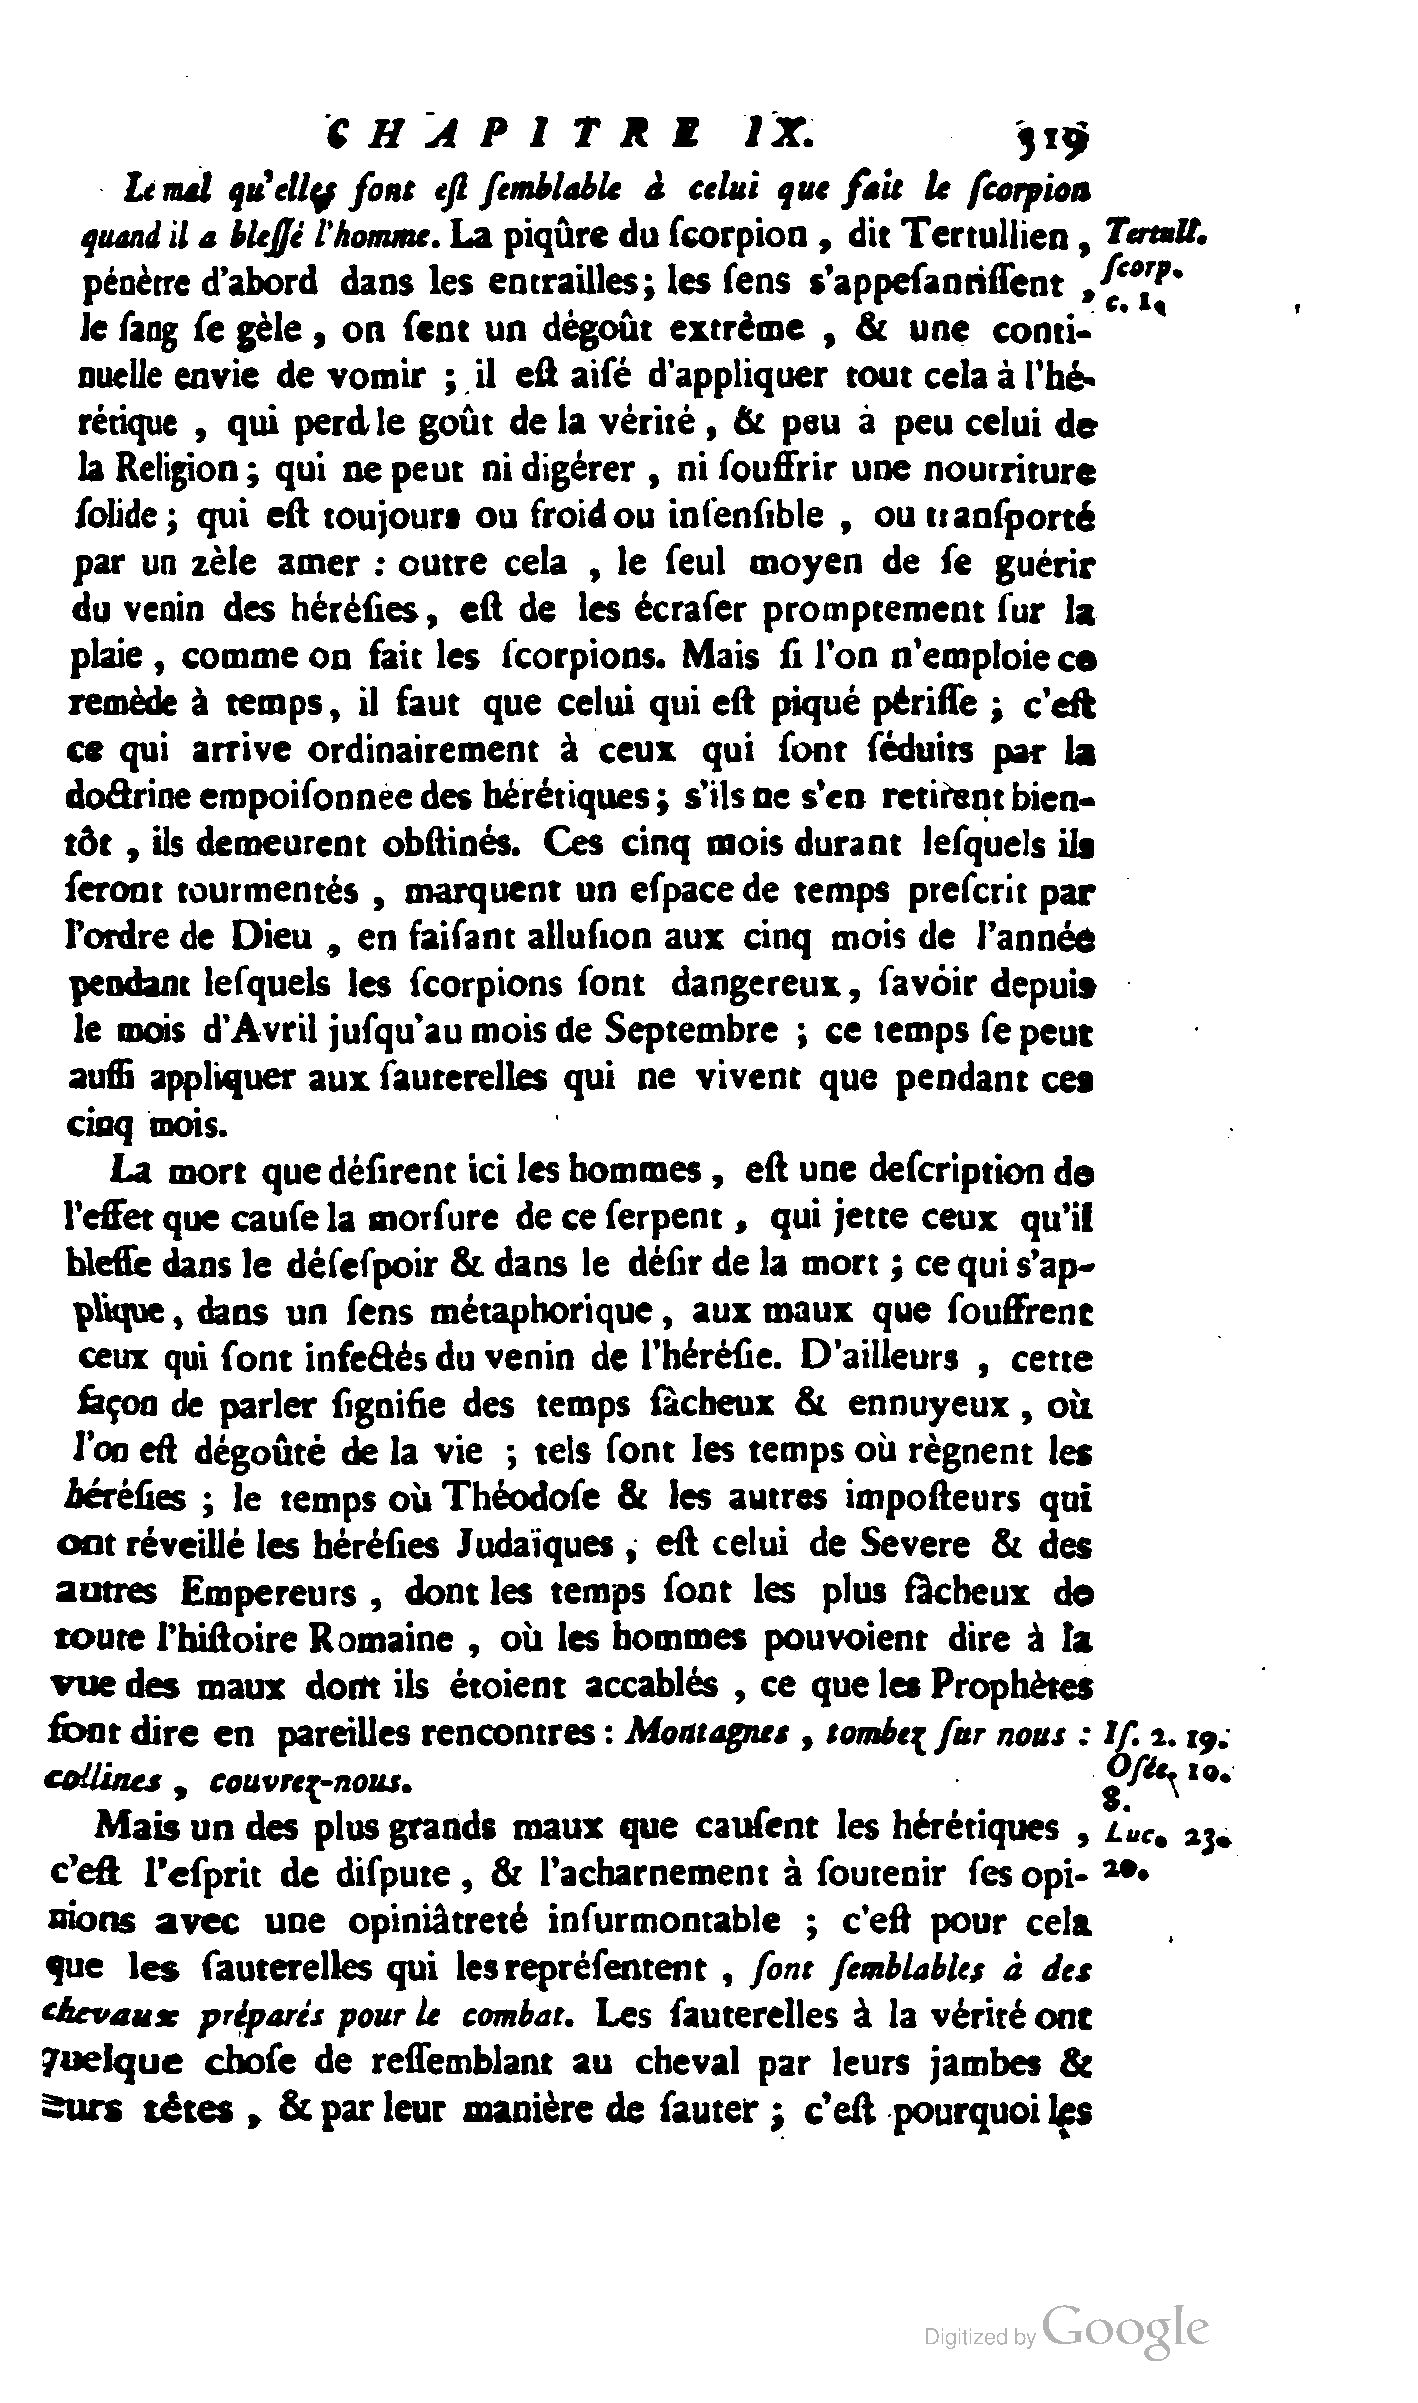 CHAPITRE IX. 319
Le mal qu'elles font eſt ſemblable à celui que fait le ſcorpion
quand il a bleſſé l'homme. La piqûre du ſcorpion, dit Tertullien, Tertull.
pénètre d'abord dans les entrailles; les ſens s'appeſantiſſent, ſcorp.
c. 1.
le ſang ſe gèle, on ſent un dégoût extrême, & une conti-
nuelle envie de vomir; il eſt aiſé d'appliquer tout cela à l'hé-
rétique, qui perd le goût de la vérité, & peu à peu celui de
la Religion; qui ne peut ni digérer, ni ſouffrir une nourriture
ſolide; qui eſt toujours ou froid ou inſenſible, ou tranſporté
par un zèle amer : outre cela, le ſeul moyen de ſe guérir
du venin des héréſies, eſt de les écraſer promptement ſur la
plaie, comme on fait les ſcorpions. Mais ſi l'on n'emploie ce
remède à temps, il faut que celui qui eſt piqué périſſe; c'eſt
ce qui arrive ordinairement à ceux qui ſont ſéduits par la
doctrine empoiſonnée des hérétiques; s'ils ne s'en retirent bien-
tôt, ils demeurent obſtinés. Ces cinq mois durant leſquels ils
ſeront tourmentés, marquent un eſpace de temps preſcrit par
l'ordre de Dieu, en faiſant alluſion aux cinq mois de l'année
pendant leſquels les ſcorpions ſont dangereux, ſavoir depuis
le mois d'Avril juſqu'au mois de Septembre; ce temps ſe peut
auſſi appliquer aux ſauterelles qui ne vivent que pendant ces
cinq mois.
La mort que déſirent ici les hommes, eſt une deſcription de
l'effet que cauſe la morſure de ce ſerpent, qui jette ceux qu'il
bleſſe dans le déſeſpoir & dans le déſir de la mort; ce qui s'ap-
plique, dans un ſens métaphorique, aux maux que ſouffrent
ceux qui ſont infectés du venin de l'héréſie. D'ailleurs, cette
façon de parler ſignifie des temps fâcheux & ennuyeux, où
l'on eſt dégoûté de la vie; tels ſont les temps où règnent les
héréſies; le temps où Théodoſe & les autres impoſteurs qui
ont réveillé les héréſies Judaïques, eſt celui de Severe & des
autres Empereurs, dont les temps ſont les plus fâcheux de
toute l'hiſtoire Romaine, où les hommes pouvoient dire à la
vue des maux dont ils étoient accablés, ce que les Prophètes
font dire en pareilles rencontres : Montagnes, tombez ſur nous : Iſ. 2. 19.
collines, couvrez-nous. Oſée, 10.
8.
Mais un des plus grands maux que cauſent les hérétiques, Luc. 23.
c'eſt l'eſprit de diſpute, & l'acharnement à ſoutenir ſes opi- 20.
nions avec une opiniâtreté inſurmontable; c'eſt pour cela
que les ſauterelles qui les repréſentent, ſont ſemblables à des
chevaux préparés pour le combat. Les ſauterelles à la vérité ont
quelque choſe de reſſemblant au cheval par leurs jambes &
eurs têtes, & par leur manière de ſauter; c'eſt pourquoi les
Digitized by Google